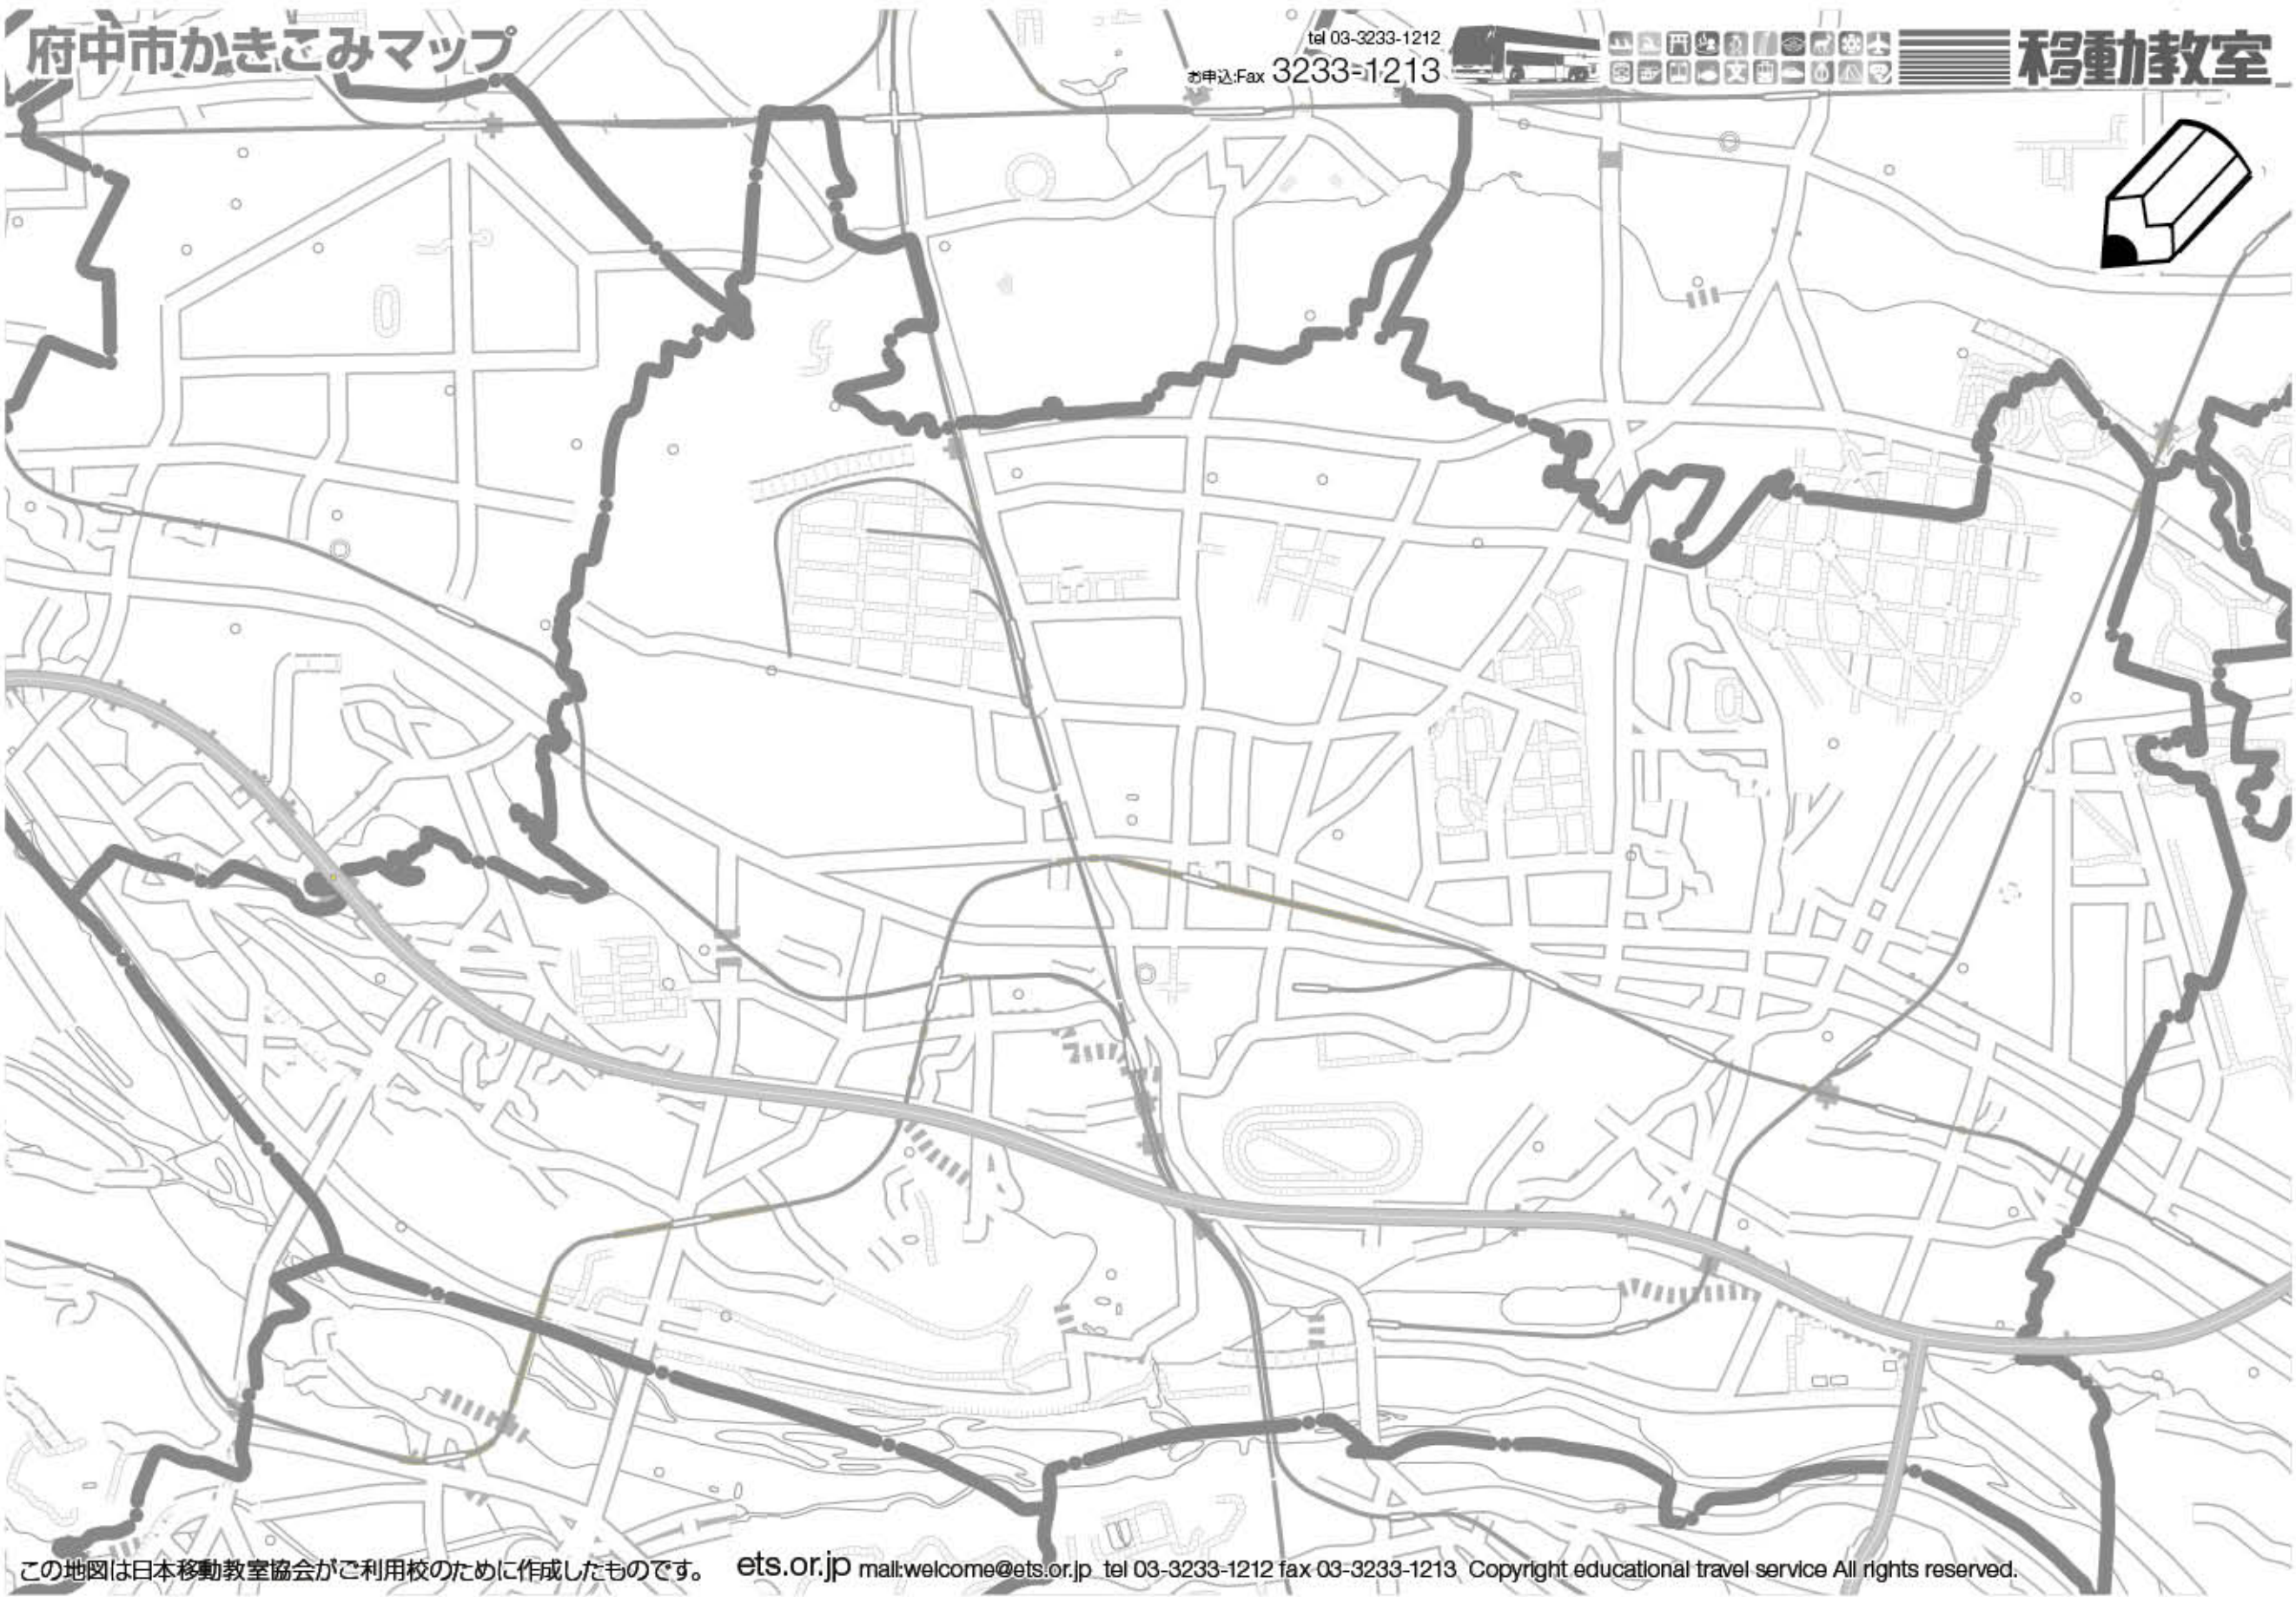 府中市かきこみマップ
tel 03-3233-1212
お申込:Fax 3233-1213
移動教室
この地図は日本移動教室協会がご利用校のために作成したものです。 ets.or.jp mail:welcome@ets.or.jp tel 03-3233-1212 fax 03-3233-1213 Copyright educational travel service All rights reserved.